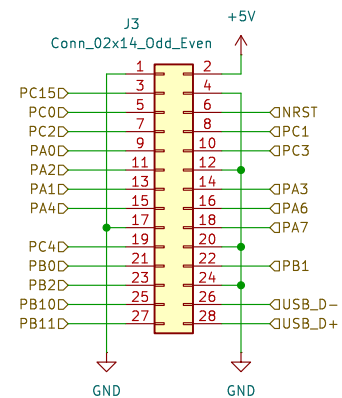 +5V
J3
Conn_02x14_Odd_Even
1 2
PC15 3 4
PC0 5 6 NRST
PC2 7 8 PC1
PA0 9 10 PC3
PA2 11 12
PA1 13 14 PA3
PA4 15 16 PA6
17 18 PA7
PC4 19 20
PB0 21 22 PB1
PB2 23 24
PB10 25 26 USB_D-
PB11 27 28 USB_D+
GND GND